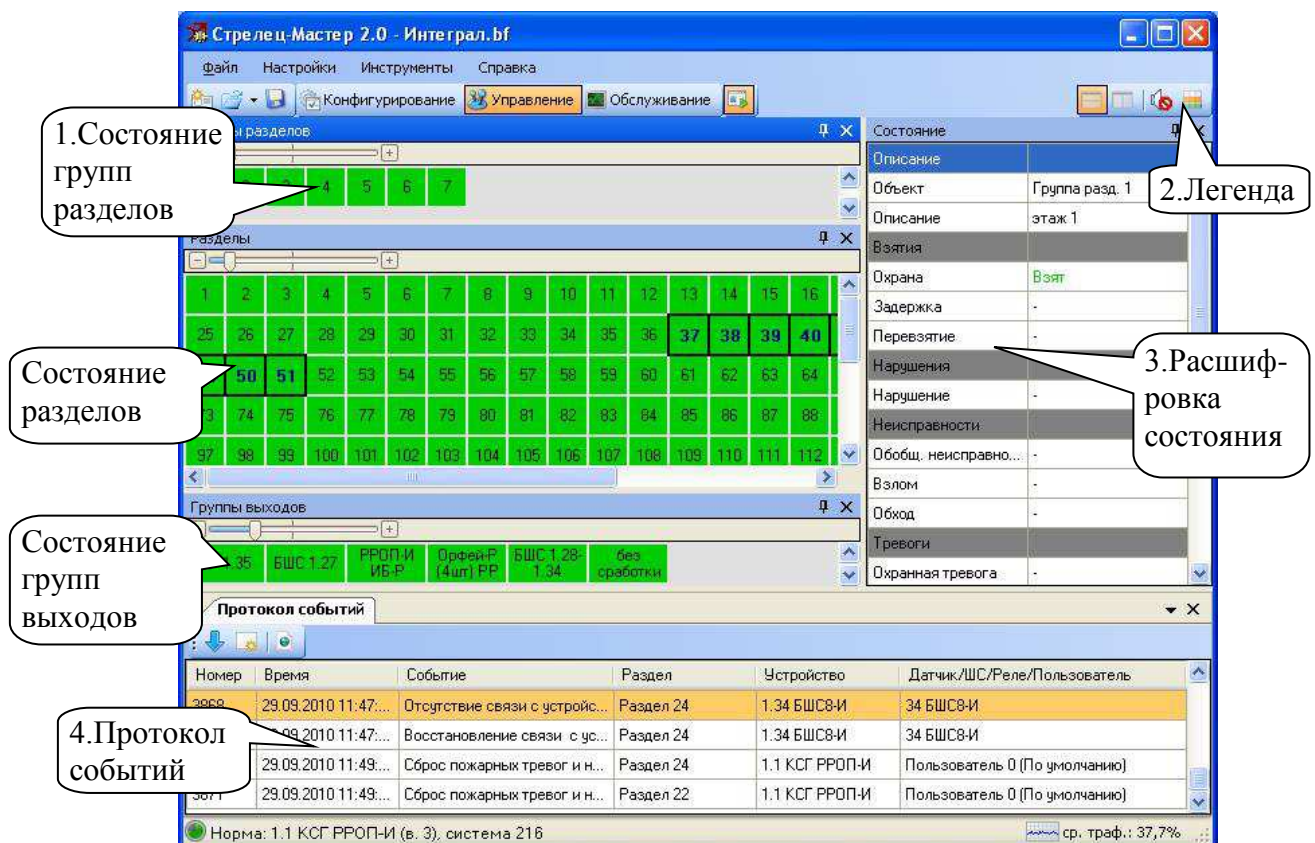 Стрелец-Мастер 2.0 - Интеграл.bf
Файл Настройки Инструменты Справка
Конфигурирование Управление Обслуживание
1.Состояние
групп
разделов
ы разделов
4 5 6 7
Разделы
1 2 3 4 5 6 7 8 9 10 11 12 13 14 15 16
25 26 27 28 29 30 31 32 33 34 35 36 37 38 39 40
50 51 52 53 54 55 56 57 58 59 60 61 62 63 64
73 74 75 76 77 78 79 80 81 82 83 84 85 86 87 88
97 98 99 100 101 102 103 104 105 106 107 108 109 110 111 112
Состояние
разделов
Группы выходов
1.35 БШС 1.27 РРОП-И ИБ-Р Орфей-Р (4шт) РР БШС 1.28-1.34 без сработки
Состояние
групп
выходов
Состояние
Описание
Объект Группа разд. 1
Описание этаж 1
Взятия
Охрана Взят
Задержка -
Перевзятие -
Нарушения
Нарушение -
Неисправности
Обобщ. неисправно... -
Взлом -
Обход -
Тревоги
Охранная тревога -
2.Легенда
3.Расшиф-
ровка
состояния
Протокол событий
Номер Время Событие Раздел Устройство Датчик/ШС/Реле/Пользователь
3868 29.09.2010 11:47:... Отсутствие связи с устройс... Раздел 24 1.34 БШС8-И 34 БШС8-И
29.09.2010 11:47:... Восстановление связи с ус... Раздел 24 1.34 БШС8-И 34 БШС8-И
29.09.2010 11:49:... Сброс пожарных тревог и н... Раздел 24 1.1 КСГ РРОП-И Пользователь 0 (По умолчанию)
3871 29.09.2010 11:49:... Сброс пожарных тревог и н... Раздел 22 1.1 КСГ РРОП-И Пользователь 0 (По умолчанию)
4.Протокол
событий
Норма: 1.1 КСГ РРОП-И (в. 3), система 216 ср. траф.: 37,7%